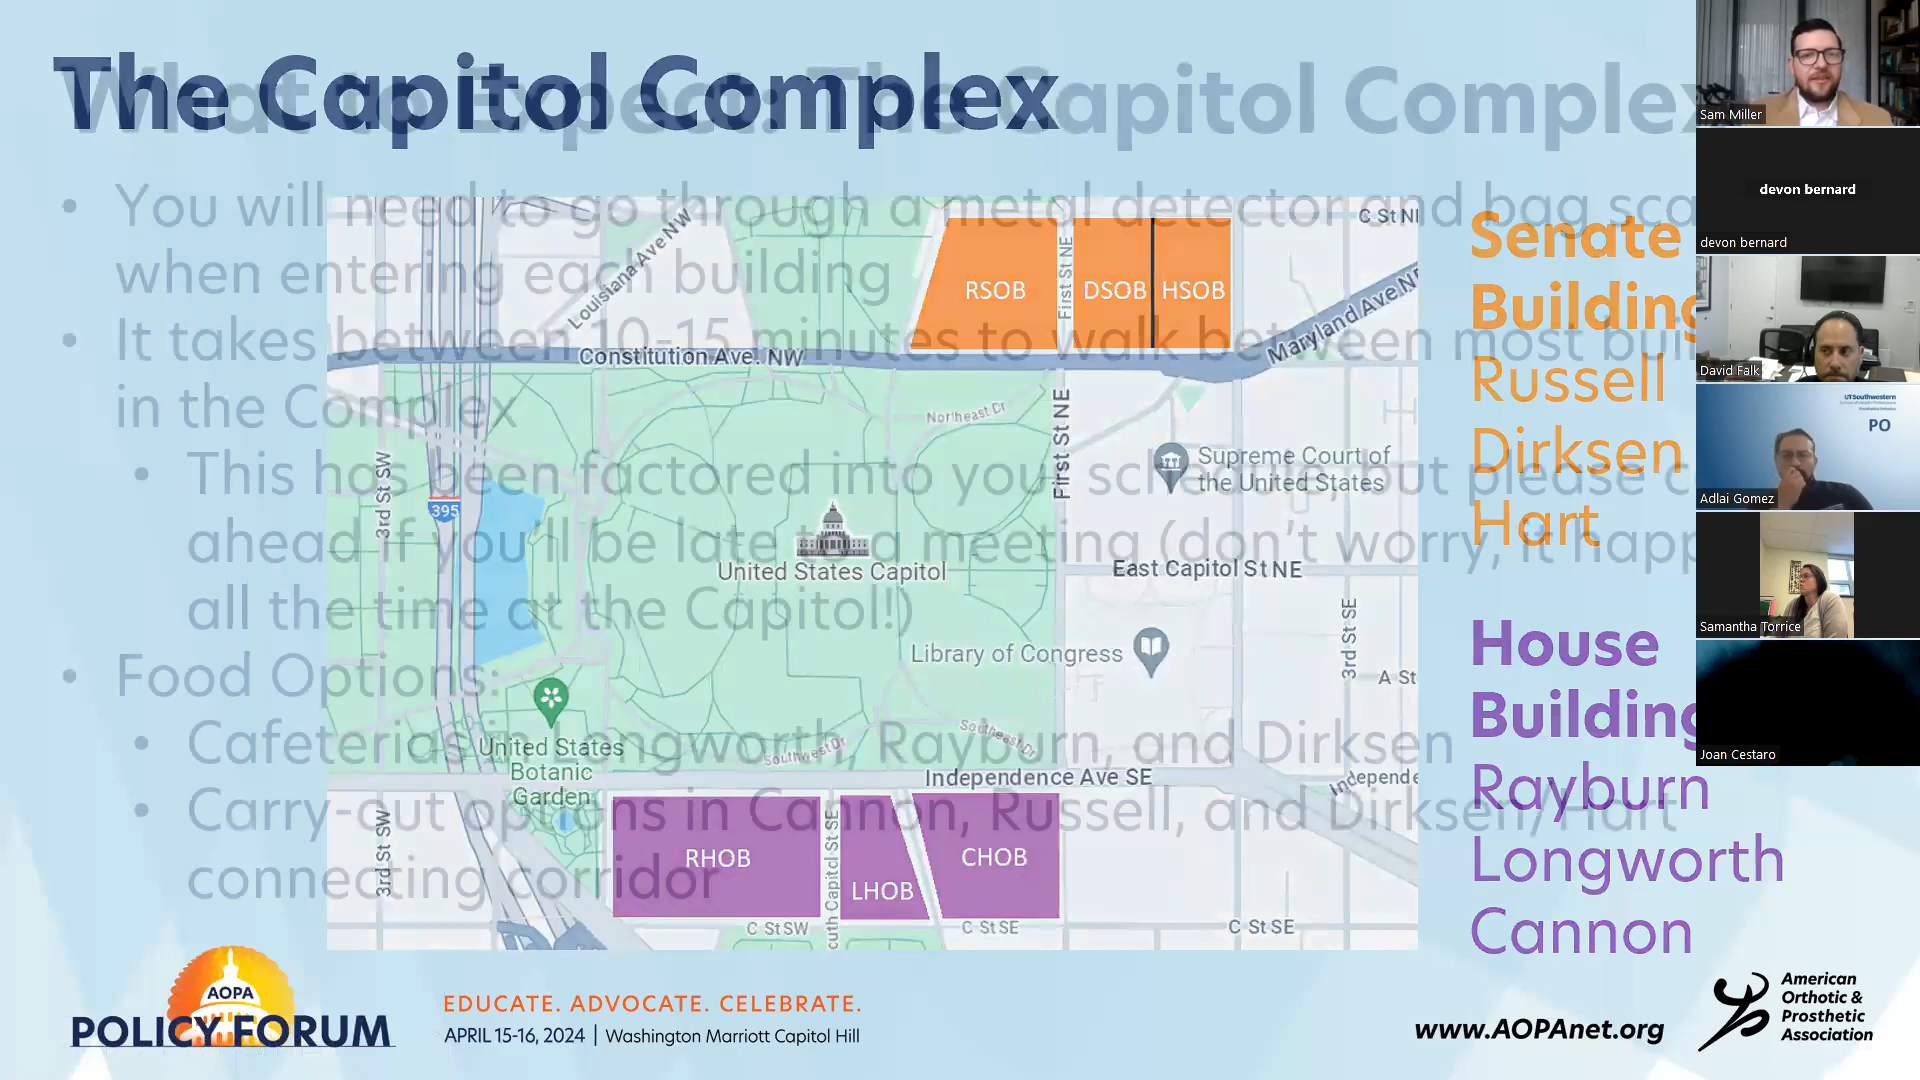 The Capitol Complex
What to Expect: The Capitol Complex
• You will need to go through a metal detector and bag sca
when entering each building
• It takes between 10-15 minutes to walk between most buil
in the Complex
• This has been factored into your schedule, but please c
ahead if you'll be late to a meeting (don't worry, it happ
all the time at the Capitol!)
• Food Options:
• Cafeterias in Longworth, Rayburn, and Dirksen
• Carry-out options in Cannon, Russell, and Dirksen/Hart
connecting corridor
Louisiana Ave NW
C St NE
RSOB
First St NE
DSOB
HSOB
Constitution Ave. NW
Maryland Ave NE
Northeast Dr
First St NE
3rd St SW
395
Supreme Court of
the United States
United States Capitol
East Capitol St NE
Library of Congress
3rd St SE
A St
United States
Botanic
Garden
Southwest Dr
Southeast Dr
Independence Ave SE
Independe
3rd St SW
RHOB
outh Capitol St SE
LHOB
CHOB
C St SW
C St SE
C St SE
Senate
Building
Russell
Dirksen
Hart
House
Building
Rayburn
Longworth
Cannon
Sam Miller
devon bernard
devon bernard
David Falk
UTSouthwestern
PO
Adlai Gomez
Samantha Torrice
Joan Cestaro
AOPA
POLICY FORUM
EDUCATE. ADVOCATE. CELEBRATE.
APRIL 15-16, 2024 | Washington Marriott Capitol Hill
www.AOPAnet.org
American
Orthotic &
Prosthetic
Association